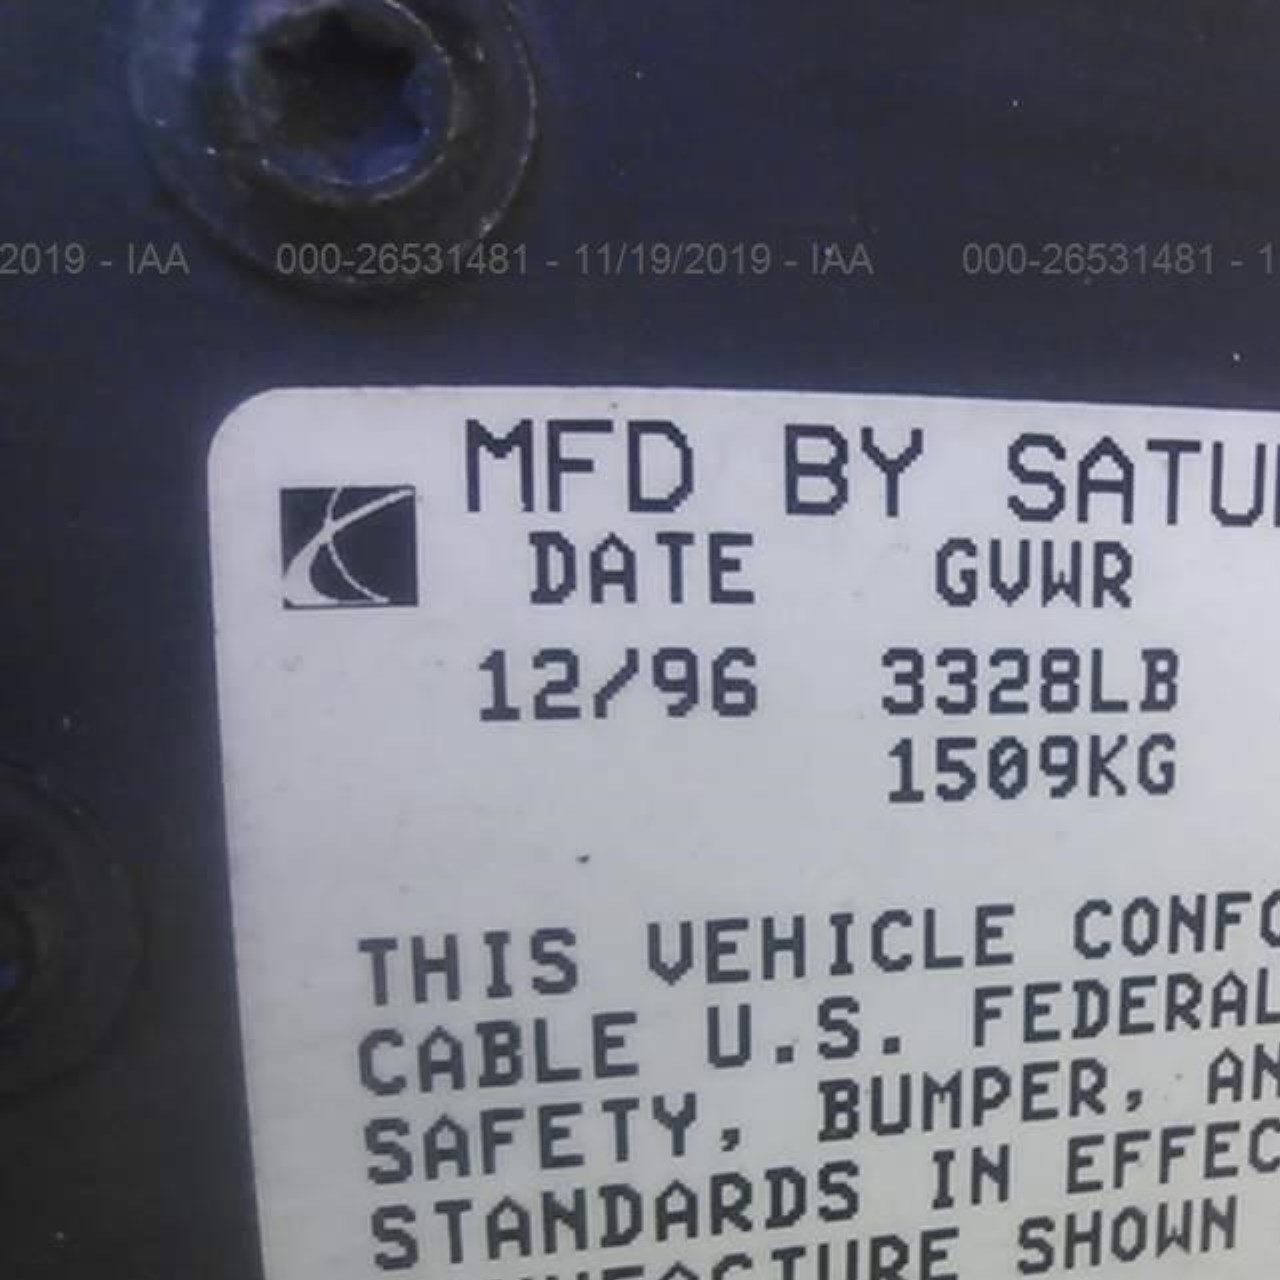 2019 - IAA 000-26531481 - 11/19/2019 - IAA 000-26531481 - 1
MFD BY SATU
DATE GVWR
12/96 3328LB
1509KG
THIS VEHICLE CONFO
CABLE U.S. FEDERAL
SAFETY, BUMPER, AN
STANDARDS IN EFFEC
SHOWN